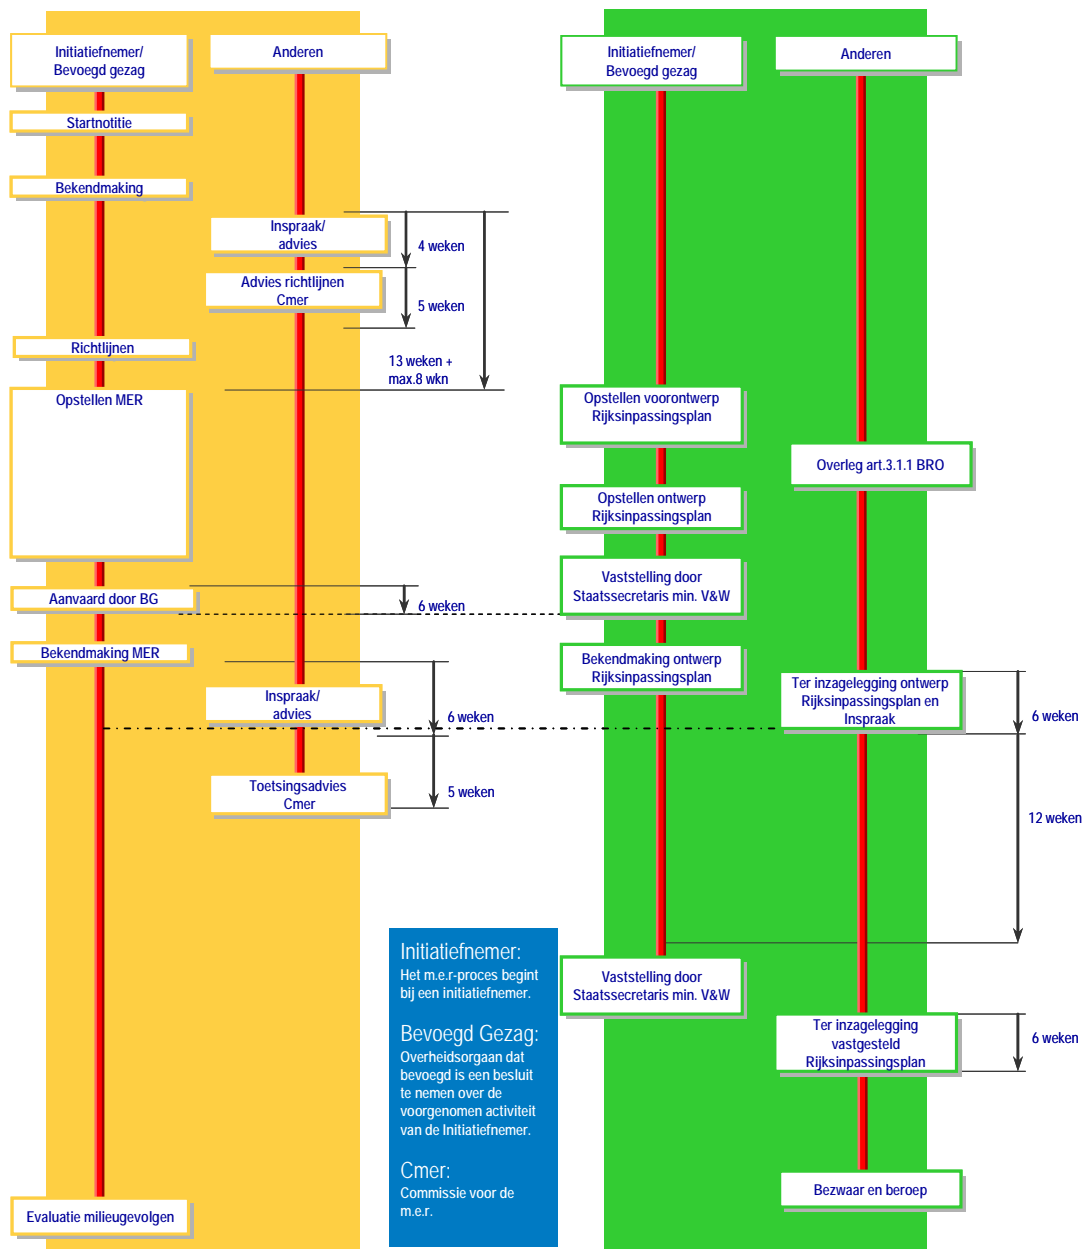 Initiatiefnemer/
Bevoegd gezag
Anderen
Startnotitie
Bekendmaking
Inspraak/
advies
4 weken
Advies richtlijnen
Cmer
5 weken
Richtlijnen
13 weken +
max.8 wkn
Opstellen MER
Aanvaard door BG
6 weken
Bekendmaking MER
Inspraak/
advies
6 weken
Toetsingsadvies
Cmer
5 weken
Evaluatie milieugevolgen
Initiatiefnemer:
Het m.e.r-proces begint
bij een initiatiefnemer.
Bevoegd Gezag:
Overheidsorgaan dat
bevoegd is een besluit
te nemen over de
voorgenomen activiteit
van de Initiatiefnemer.
Cmer:
Commissie voor de
m.e.r.
Initiatiefnemer/
Bevoegd gezag
Anderen
Opstellen voorontwerp
Rijksinpassingsplan
Overleg art.3.1.1 BRO
Opstellen ontwerp
Rijksinpassingsplan
Vaststelling door
Staatssecretaris min. V&W
Bekendmaking ontwerp
Rijksinpassingsplan
Ter inzagelegging ontwerp
Rijksinpassingsplan en
Inspraak
6 weken
12 weken
Vaststelling door
Staatssecretaris min. V&W
Ter inzagelegging
vastgesteld
Rijksinpassingsplan
6 weken
Bezwaar en beroep